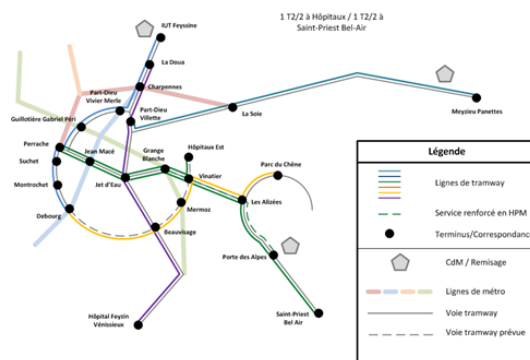 1 T2/2 à Hôpitaux / 1 T2/2 à
Saint-Priest Bel-Air
IUT Feyssine
La Doua
Charpennes
Part-Dieu
Vivier Merle
Guillotière Gabriel Péri
Part-Dieu
Villette
La Soie
Meyzieu Panettes
Perrache
Jean Macé
Suchet
Grange
Blanche
Hôpitaux Est
Parc du Chêne
Montrochet
Jet d'Eau
Vinatier
Les Alizées
Debourg
Mermoz
Beauvisage
Porte des Alpes
Hôpital Feyzin
Vénissieux
Saint-Priest
Bel Air
Légende
Lignes de tramway
Service renforcé en HPM
Terminus/Correspondance
CdM / Remisage
Lignes de métro
Voie tramway
Voie tramway prévue